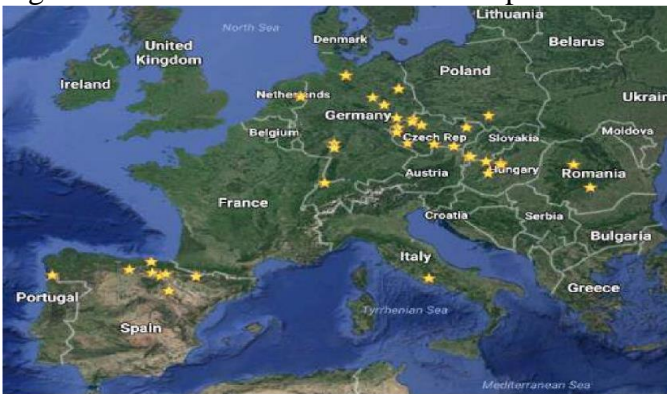 North Sea
Lithuania
Denmark
United
Kingdom
Belarus
Ireland
Poland
Netherlands
Ukrain
Germany
Belgium
Czech Rep
Slovakia
Moldova
Austria
Hungary
Romania
France
Croatia
Serbia
Bulgaria
Italy
Portugal
Greece
Tyrrhenian Sea
Spain
Mediterranean Sea